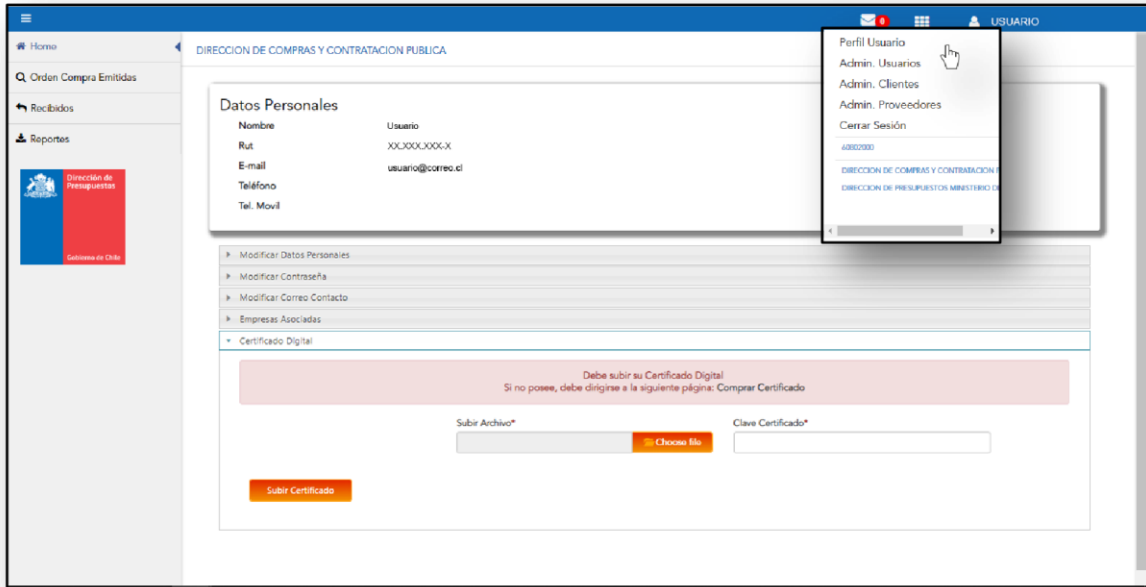 0
USUARIO
Home
Orden Compra Emitidas
Recibidos
Reportes
Dirección de
Presupuestos
Gobierno de Chile
DIRECCION DE COMPRAS Y CONTRATACION PUBLICA
Perfil Usuario
Admin. Usuarios
Admin. Clientes
Admin. Proveedores
Cerrar Sesión
60802000
DIRECCION DE COMPRAS Y CONTRATACION P
DIRECCION DE PRESUPUESTOS MINISTERIO DE
Datos Personales
Nombre Usuario
Rut XX.XXX.XXX-X
E-mail usuario@correo.cl
Teléfono
Tel. Movil
Modificar Datos Personales
Modificar Contraseña
Modificar Correo Contacto
Empresas Asociadas
Certificado Digital
Debe subir su Certificado Digital
Si no posee, debe dirigirse a la siguiente página: Comprar Certificado
Subir Archivo* Clave Certificado*
Choose file
Subir Certificado